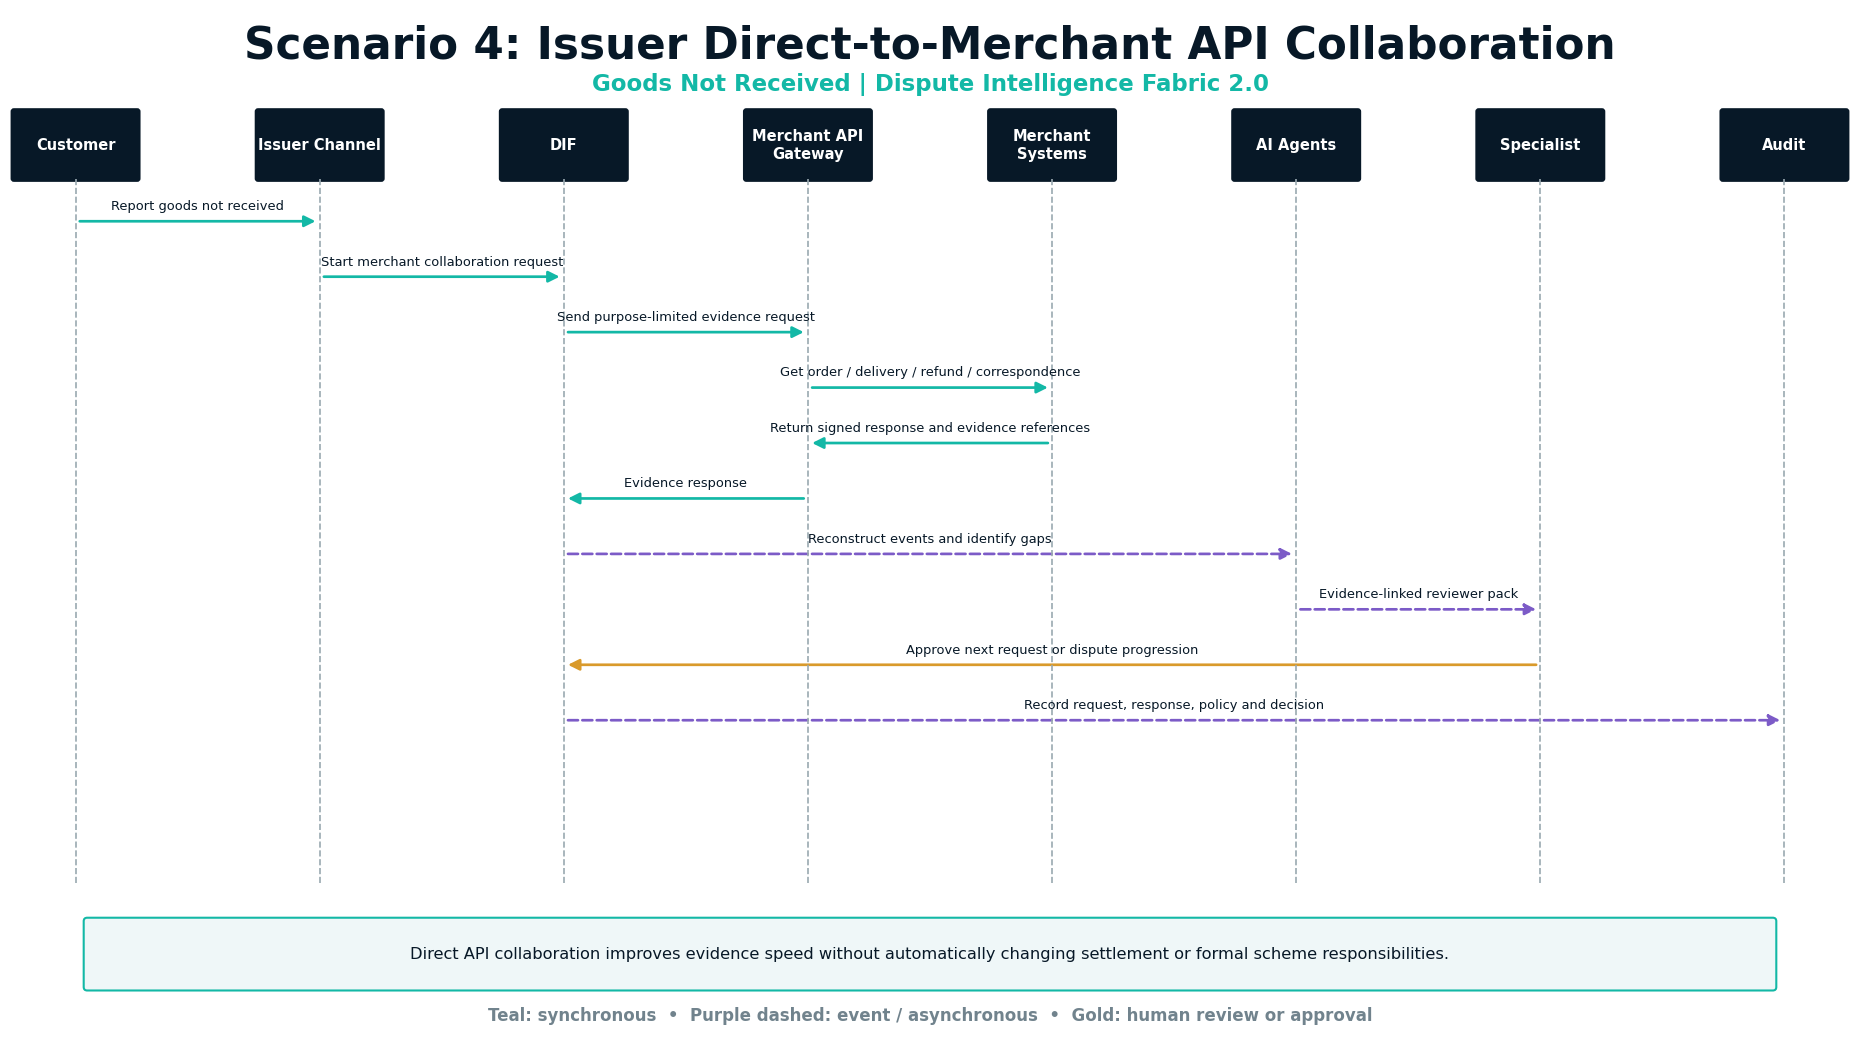 Scenario 4: Issuer Direct-to-Merchant API Collaboration
Goods Not Received | Dispute Intelligence Fabric 2.0
Customer
Issuer Channel
DIF
Merchant API
Gateway
Merchant
Systems
AI Agents
Specialist
Audit
Report goods not received
Start merchant collaboration request
Send purpose-limited evidence request
Get order / delivery / refund / correspondence
Return signed response and evidence references
Evidence response
Reconstruct events and identify gaps
Evidence-linked reviewer pack
Approve next request or dispute progression
Record request, response, policy and decision
Direct API collaboration improves evidence speed without automatically changing settlement or formal scheme responsibilities.
Teal: synchronous • Purple dashed: event / asynchronous • Gold: human review or approval